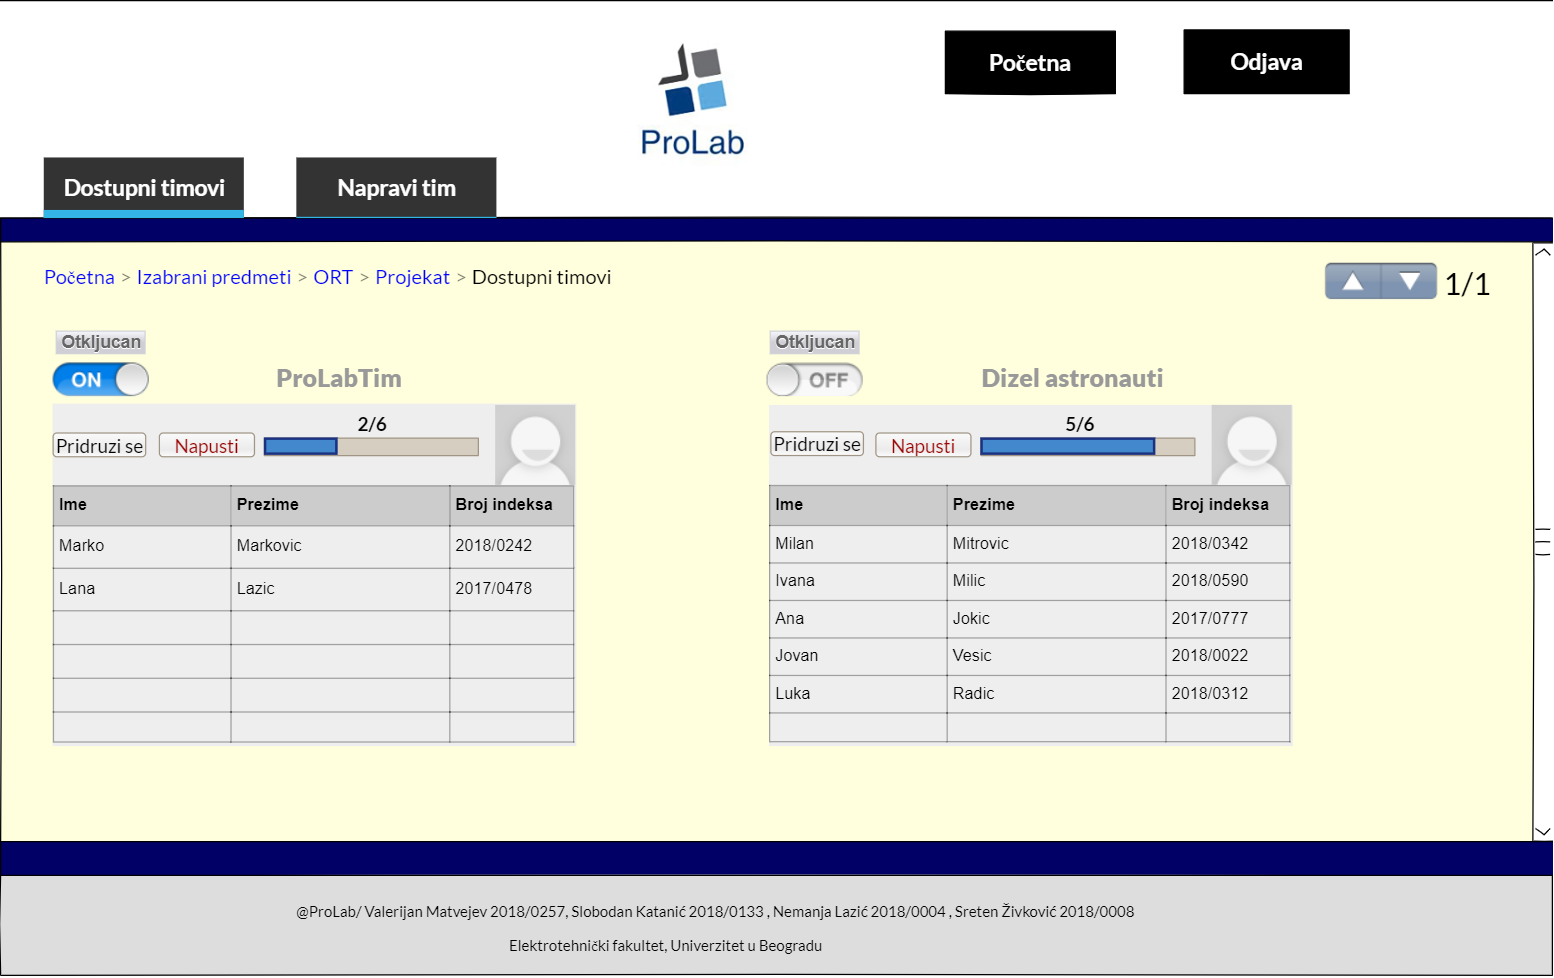 Početna
Odjava
ProLab
Dostupni timovi
Napravi tim
Početna > Izabrani predmeti > ORT > Projekat > Dostupni timovi
1/1
Otkljucan
ON
ProLabTim
2/6
Pridruzi se
Napusti
Ime Prezime Broj indeksa
Marko Markovic 2018/0242
Lana Lazic 2017/0478
Otkljucan
OFF
Dizel astronauti
5/6
Pridruzi se
Napusti
Ime Prezime Broj indeksa
Milan Mitrovic 2018/0342
Ivana Milic 2018/0590
Ana Jokic 2017/0777
Jovan Vesic 2018/0022
Luka Radic 2018/0312
@ProLab/ Valerijan Matvejev 2018/0257, Slobodan Katanić 2018/0133 , Nemanja Lazić 2018/0004 , Sreten Živković 2018/0008
Elektrotehnički fakultet, Univerzitet u Beogradu